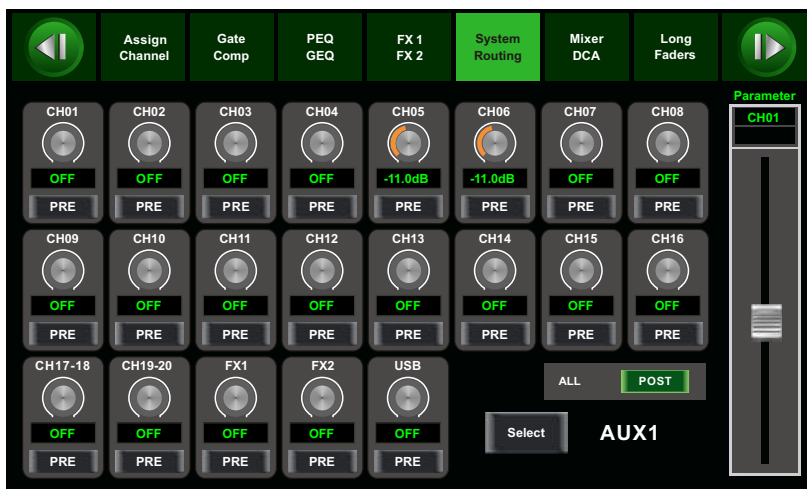 Assign Channel
Gate Comp
PEQ GEQ
FX 1 FX 2
System Routing
Mixer DCA
Long Faders
Parameter
CH01
CH01 CH02 CH03 CH04 CH05 CH06 CH07 CH08
OFF OFF OFF OFF -11.0dB -11.0dB OFF OFF
PRE PRE PRE PRE PRE PRE PRE PRE
CH09 CH10 CH11 CH12 CH13 CH14 CH15 CH16
OFF OFF OFF OFF OFF OFF OFF OFF
PRE PRE PRE PRE PRE PRE PRE PRE
CH17-18 CH19-20 FX1 FX2 USB
OFF OFF OFF OFF OFF
PRE PRE PRE PRE PRE
ALL POST
Select AUX1